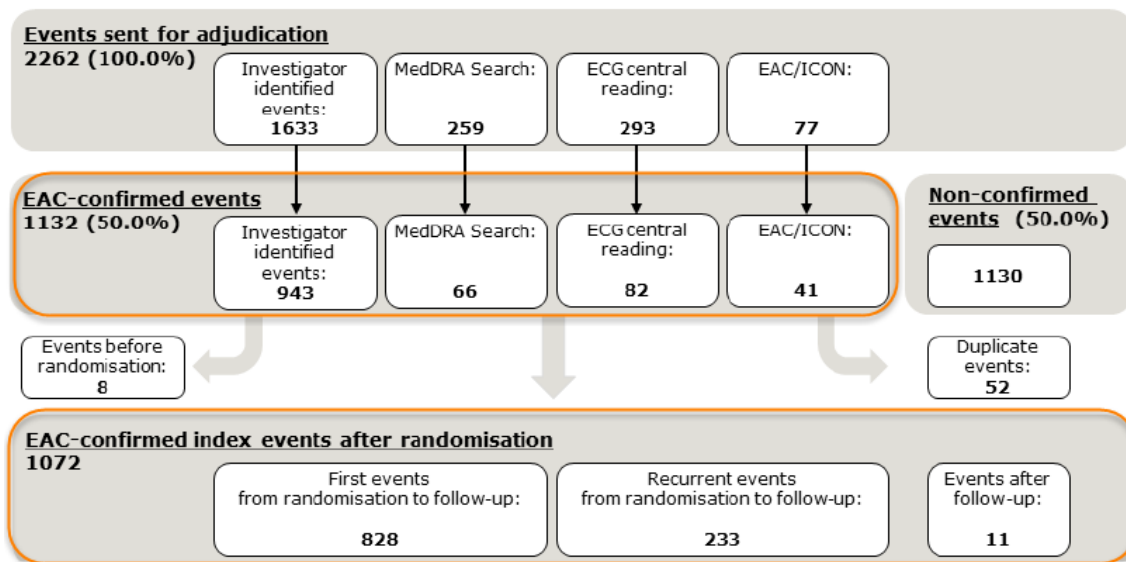 Events sent for adjudication
2262 (100.0%)
Investigator
identified
events:
1633
MedDRA Search:
259
ECG central
reading:
293
EAC/ICON:
77
EAC-confirmed events
1132 (50.0%)
Investigator
identified
events:
943
MedDRA Search:
66
ECG central
reading:
82
EAC/ICON:
41
Non-confirmed
events (50.0%)
1130
Events before
randomisation:
8
Duplicate
events:
52
EAC-confirmed index events after randomisation
1072
First events
from randomisation to follow-up:
828
Recurrent events
from randomisation to follow-up:
233
Events after
follow-up:
11